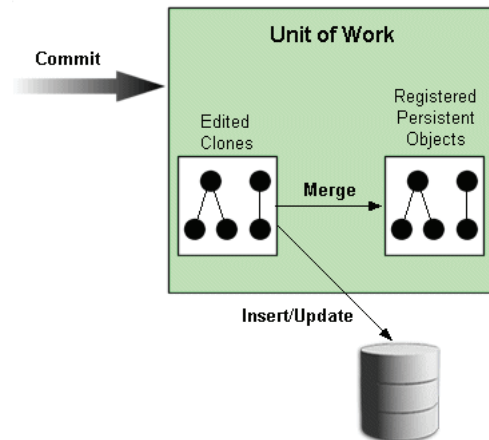 Unit of Work
Commit
Edited
Clones
Registered
Persistent
Objects
Merge
Insert/Update